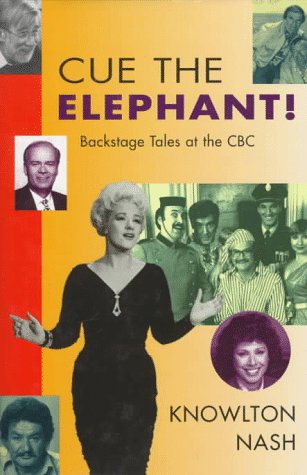 CUE THE
ELEPHANT!
Backstage Tales at the CBC
KNOWLTON
NASH